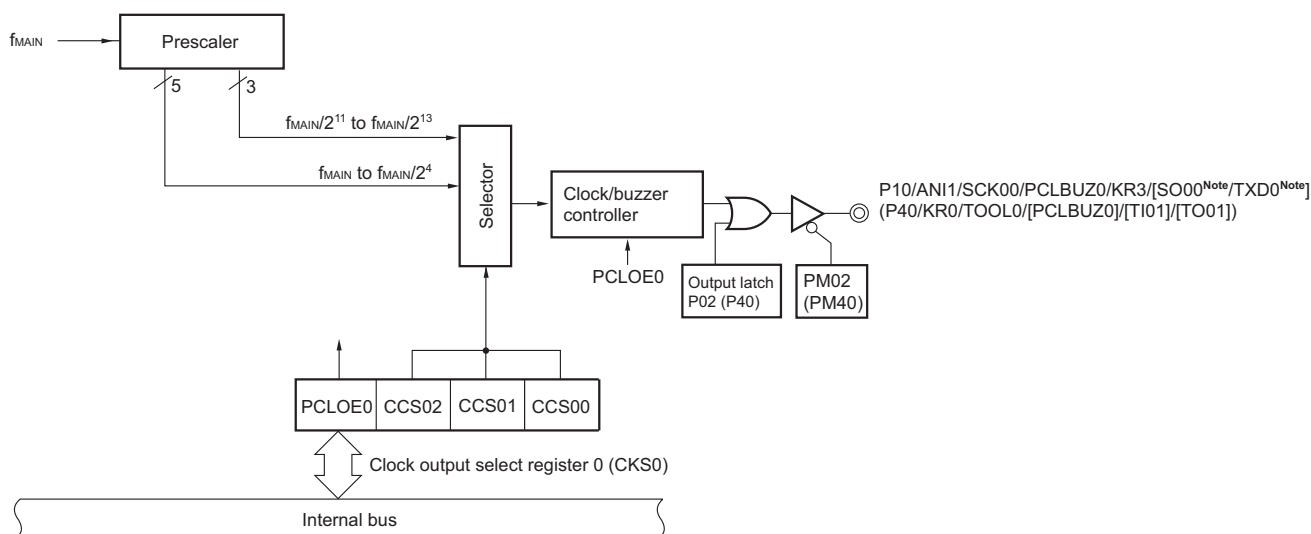 fMAIN
Prescaler
5
3
fMAIN/2¹¹ to fMAIN/2¹³
fMAIN to fMAIN/2⁴
Selector
Clock/buzzer
controller
PCLOE0
P10/ANI1/SCK00/PCLBUZ0/KR3/[SO00Note/TXD0Note]
(P40/KR0/TOOL0/[PCLBUZ0]/[TI01]/[TO01])
Output latch
P02 (P40)
PM02
(PM40)
PCLOE0 CCS02 CCS01 CCS00
Clock output select register 0 (CKS0)
Internal bus